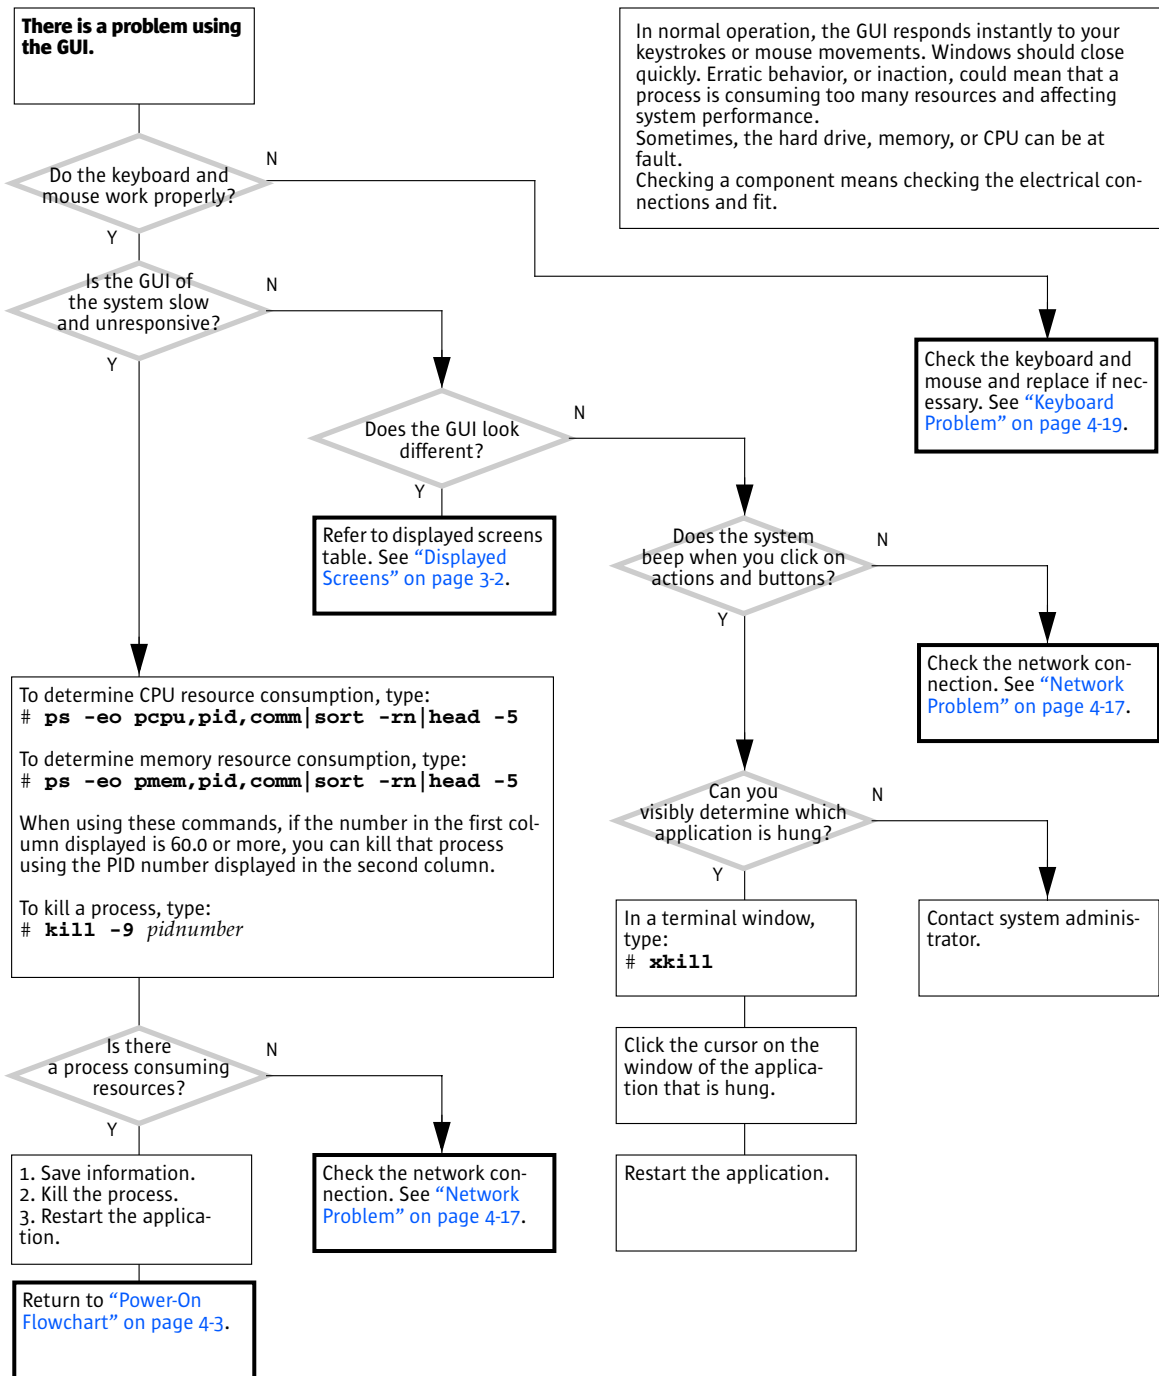 There is a problem using
the GUI.
In normal operation, the GUI responds instantly to your
keystrokes or mouse movements. Windows should close
quickly. Erratic behavior, or inaction, could mean that a
process is consuming too many resources and affecting
system performance.
Sometimes, the hard drive, memory, or CPU can be at
fault.
Checking a component means checking the electrical con-
nections and fit.
Do the keyboard and
mouse work properly?
N
Y
Is the GUI of
the system slow
and unresponsive?
N
Y
Check the keyboard and
mouse and replace if nec-
essary. See “Keyboard
Problem” on page 4-19.
Does the GUI look
different?
N
Y
Refer to displayed screens
table. See “Displayed
Screens” on page 3-2.
Does the system
beep when you click on
actions and buttons?
N
Y
Check the network con-
nection. See “Network
Problem” on page 4-17.
To determine CPU resource consumption, type:
# ps -eo pcpu,pid,comm|sort -rn|head -5
To determine memory resource consumption, type:
# ps -eo pmem,pid,comm|sort -rn|head -5
When using these commands, if the number in the first col-
umn displayed is 60.0 or more, you can kill that process
using the PID number displayed in the second column.
To kill a process, type:
# kill -9 pidnumber
Can you
visibly determine which
application is hung?
N
Y
In a terminal window,
type:
# xkill
Contact system adminis-
trator.
Click the cursor on the
window of the applica-
tion that is hung.
Restart the application.
Is there
a process consuming
resources?
N
Y
1. Save information.
2. Kill the process.
3. Restart the applica-
tion.
Check the network con-
nection. See “Network
Problem” on page 4-17.
Return to “Power-On
Flowchart” on page 4-3.